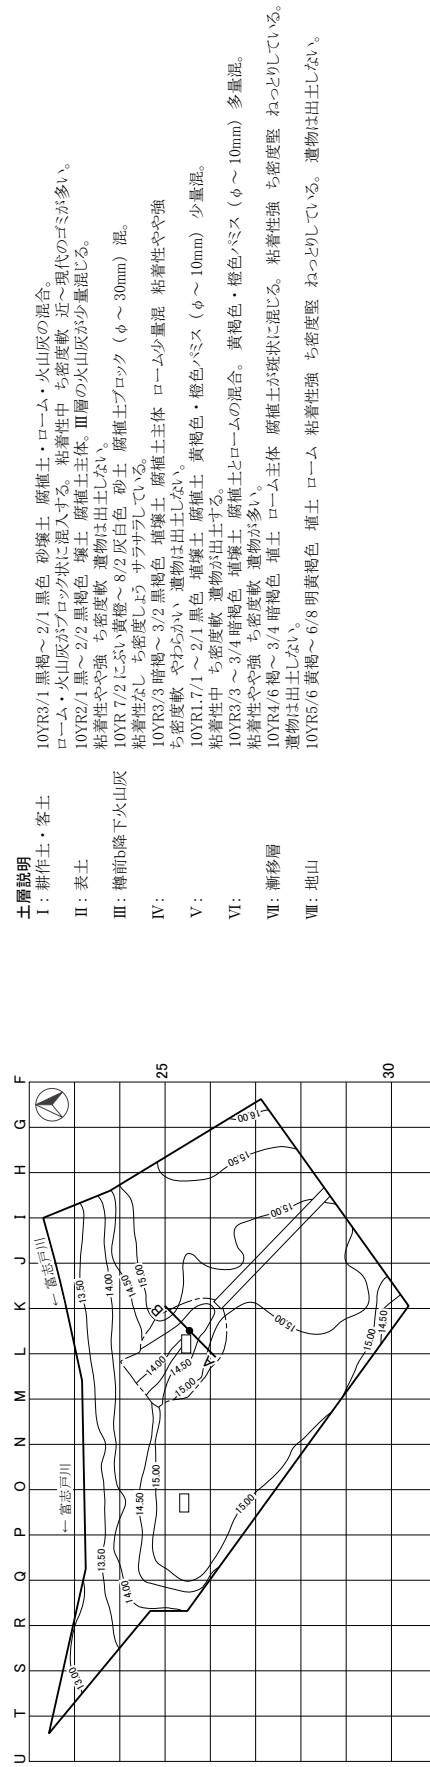 土層説明
Ⅰ：耕作土・客土 10YR3/1 黒褐～ 2/1 黒色 砂壌土 腐植土・ローム・火山灰の混合。
ローム・火山灰がブロック状に混入する。 粘着性中 ち密度軟 近～現代のゴミが多い。
Ⅱ：表土 10YR2/1 黒～ 2/2 黒褐色 壌土 腐植土主体。Ⅲ層の火山灰が少量混じる。
粘着性やや強 ち密度軟 遺物は出土しない。
Ⅲ：樽前b降下火山灰 10YR 7/2 にぶい黄橙～ 8/2 灰白色 砂土 腐植土ブロック（φ～ 30mm）混。
粘着性なし ち密度しょう サラサラしている。
Ⅳ： 10YR3/3 暗褐～ 3/2 黒褐色 埴壌土 腐植土主体 ローム少量混 粘着性やや強
ち密度軟 やわらかい 遺物は出土しない。
Ⅴ： 10YR1.7/1 ～ 2/1 黒色 埴壌土 腐植土 黄褐色・橙色パミス（φ～ 10mm）少量混。
粘着性中 ち密度軟 遺物が出土する。
Ⅵ： 10YR3/3 ～ 3/4 暗褐色 埴壌土 腐植土とロームの混合。 黄褐色・橙色パミス（φ～ 10mm）多量混。
粘着性やや強 ち密度軟 遺物が多い。
Ⅶ：漸移層 10YR4/6 褐～ 3/4 暗褐色 埴土 ローム主体 腐植土が斑状に混じる。 粘着性強 ち密度堅 ねっとりしている。
遺物は出土しない。
Ⅷ：地山 10YR5/6 黄褐～ 6/8 明黄褐色 埴土 ローム 粘着性強 ち密度堅 ねっとりしている。 遺物は出土しない。
U T S R Q P O N M L K J I H G F
← 富志戸川
← 富志戸川
13.00
13.50
13.50
14.00
14.00
14.50
14.50
15.00
15.00
14.00
14.50
15.00
A
B
15.00
15.00
15.00
15.50
15.50
16.00
15.00
14.50
25
30